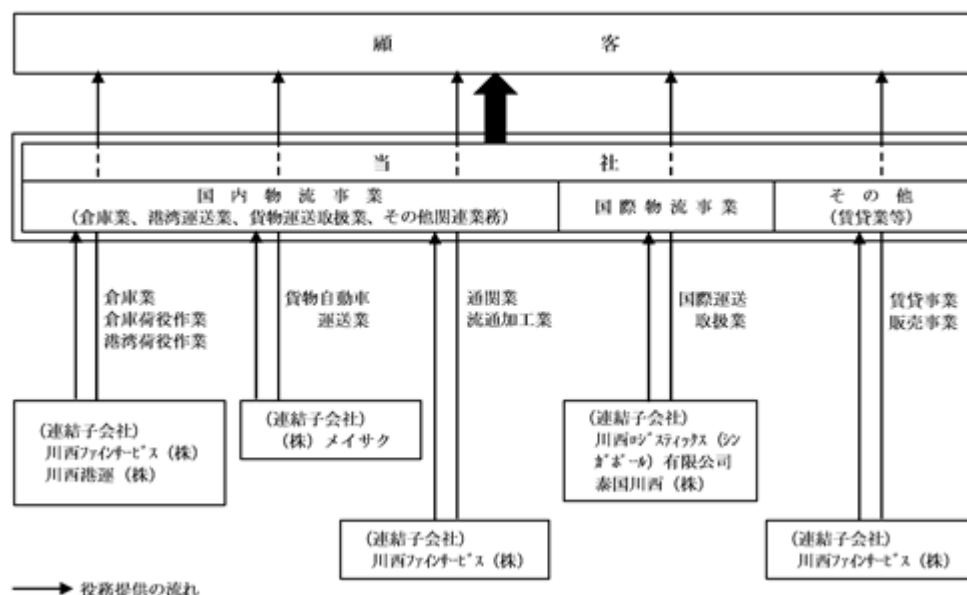 顧客
当社
国内物流事業
(倉庫業、港湾運送業、貨物運送取扱業、その他関連業務)
国際物流事業
その他
(賃貸業等)
倉庫業
倉庫荷役作業
港湾荷役作業
貨物自動車
運送業
通関業
流通加工業
国際運送
取扱業
賃貸事業
販売事業
(連結子会社)
川西ﾌｧｲﾝｻｰﾋﾞｽ(株)
川西港運(株)
(連結子会社)
(株)メイサク
(連結子会社)
川西ﾛｼﾞｽﾃｨｯｸｽ(ｼﾝ
ｶﾞﾎﾟｰﾙ)有限公司
泰国川西(株)
(連結子会社)
川西ﾌｧｲﾝｻｰﾋﾞｽ(株)
(連結子会社)
川西ﾌｧｲﾝｻｰﾋﾞｽ(株)
役務提供の流れ